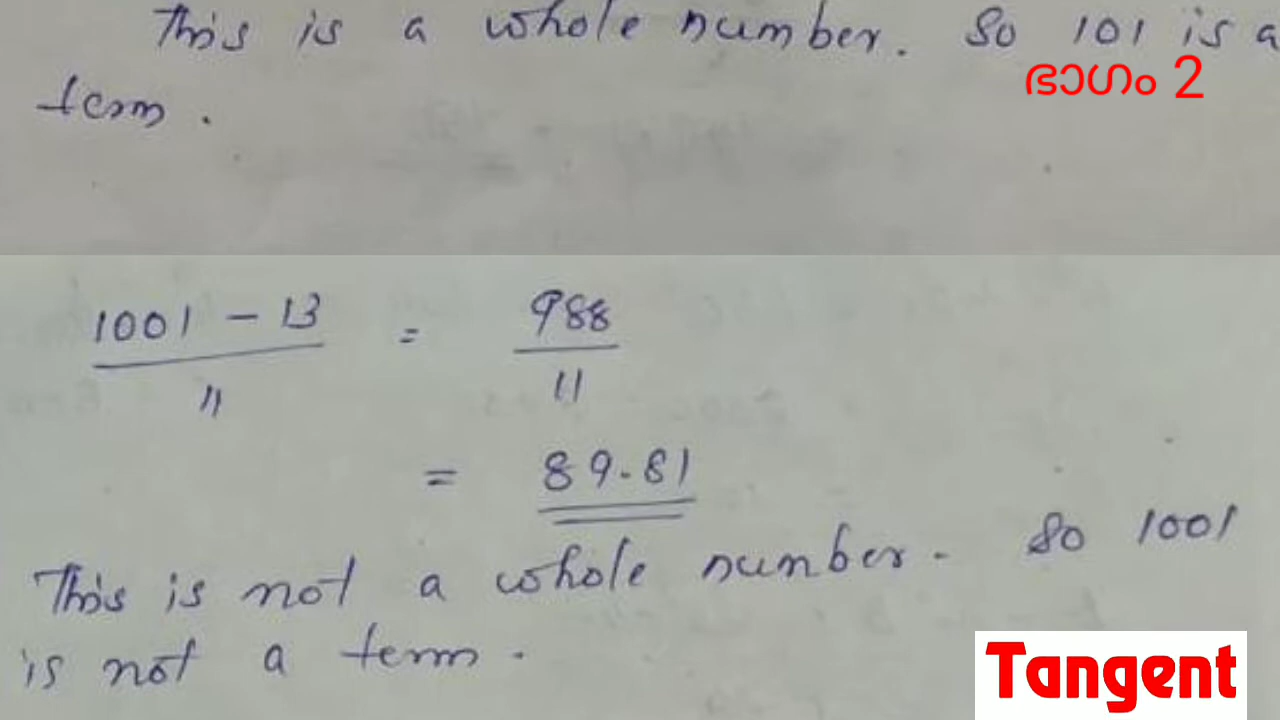 This is a whole number. So 101 is a
ഭാഗം 2
term.
1001 - 13 = 988
11 11
= 89.81
This is not a whole number. So 1001
is not a term.
Tangent